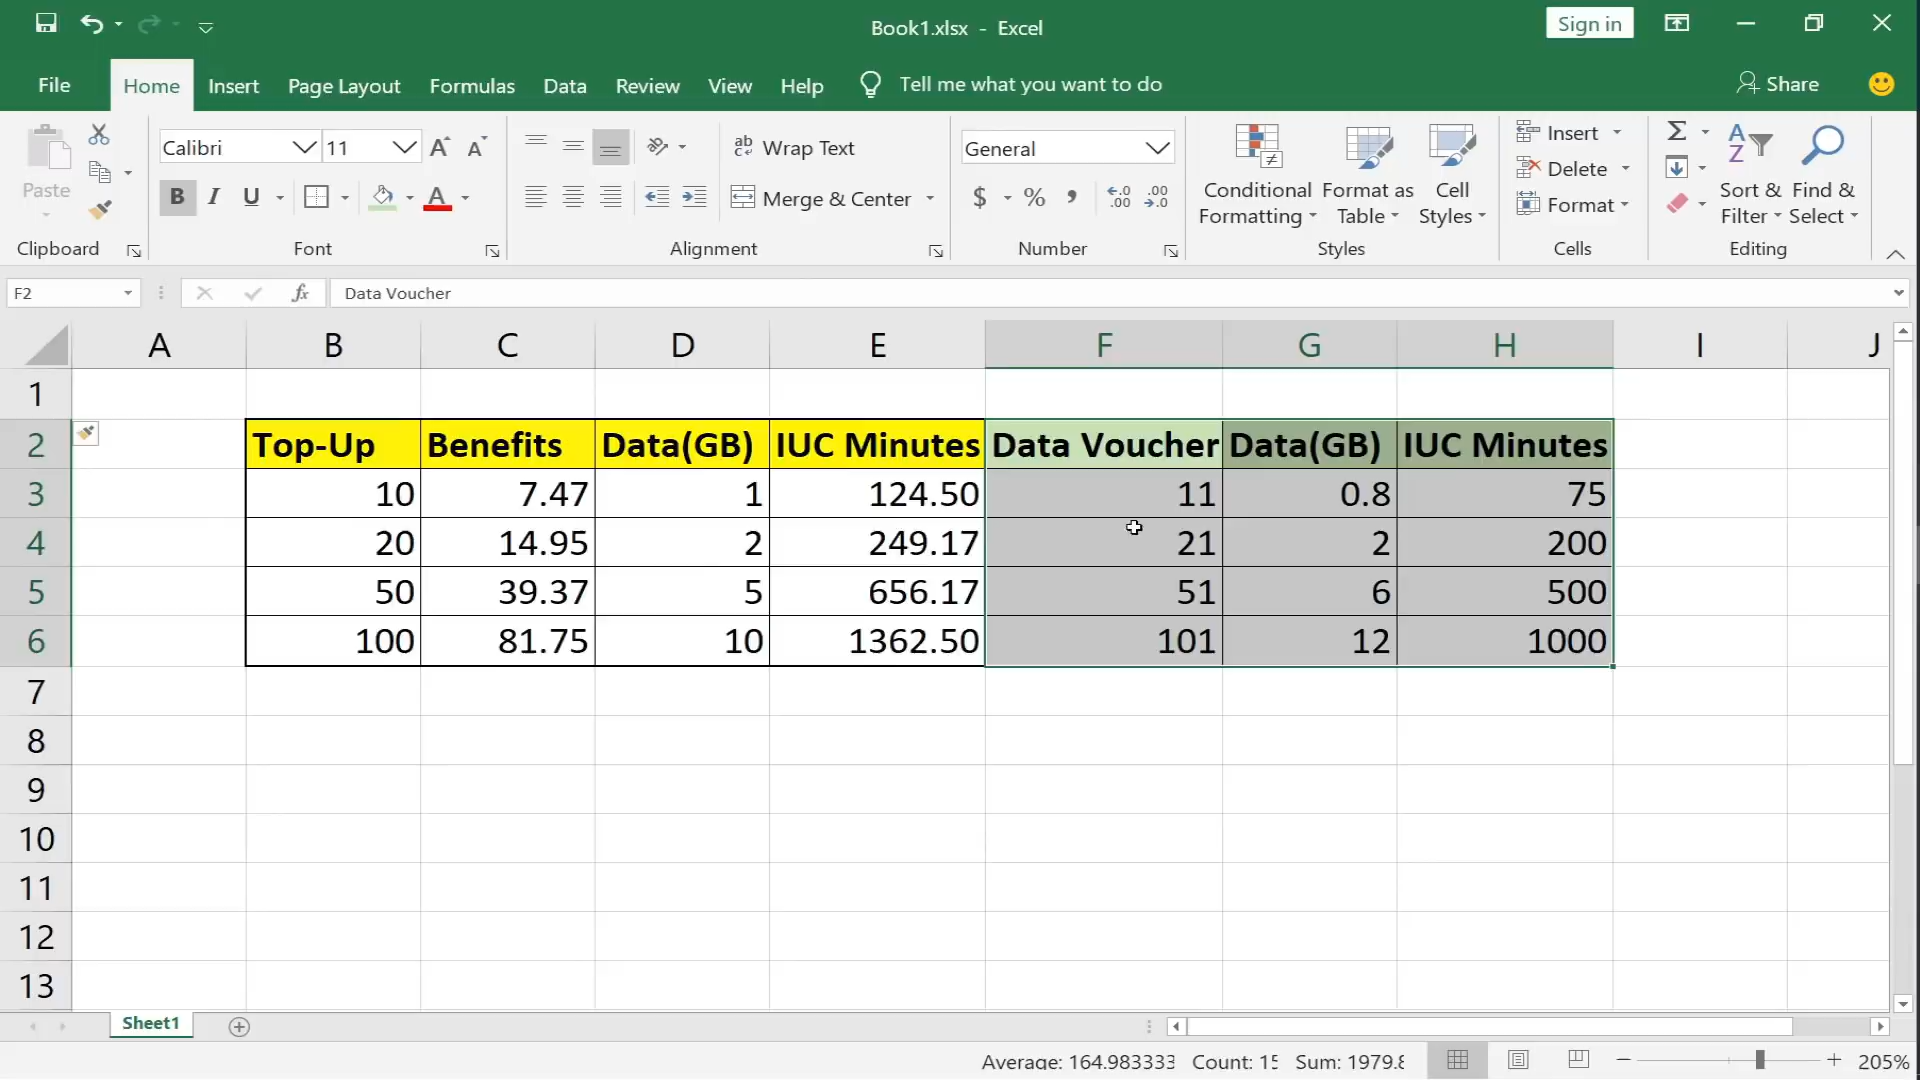 Book1.xlsx - Excel
Sign in
File Home Insert Page Layout Formulas Data Review View Help Tell me what you want to do Share
Paste
Calibri 11
B I U A
Wrap Text
Merge & Center
General
$ % ,
Conditional Formatting
Format as Table
Cell Styles
Insert
Delete
Format
Sort & Filter
Find & Select
Clipboard Font Alignment Number Styles Cells Editing
F2 fx Data Voucher
A B C D E F G H I J
1
2 Top-Up Benefits Data(GB) IUC Minutes Data Voucher Data(GB) IUC Minutes
3 10 7.47 1 124.50 11 0.8 75
4 20 14.95 2 249.17 21 2 200
5 50 39.37 5 656.17 51 6 500
6 100 81.75 10 1362.50 101 12 1000
7
8
9
10
11
12
13
Sheet1
Average: 164.983333 Count: 15 Sum: 1979.8 205%